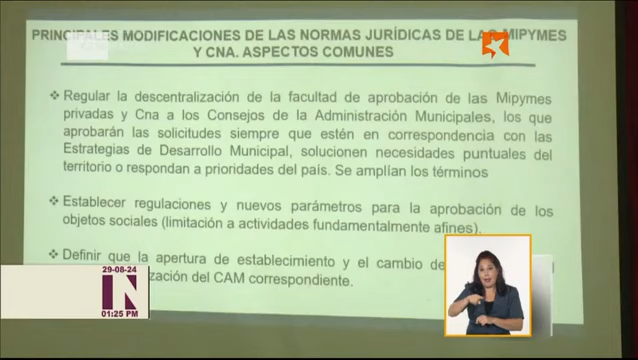 PRINCIPALES MODIFICACIONES DE LAS NORMAS JURÍDICAS DE LAS MIPYMES
Y CNA. ASPECTOS COMUNES
❖ Regular la descentralización de la facultad de aprobación de las Mipymes
privadas y Cna a los Consejos de la Administración Municipales, los que
aprobarán las solicitudes siempre que estén en correspondencia con las
Estrategias de Desarrollo Municipal, solucionen necesidades puntuales del
territorio o respondan a prioridades del país. Se amplían los términos
❖ Establecer regulaciones y nuevos parámetros para la aprobación de los
objetos sociales (limitación a actividades fundamentalmente afines).
❖ Definir que la apertura de establecimiento y el cambio de
del CAM correspondiente.
29-08-24
IN
01:25 PM